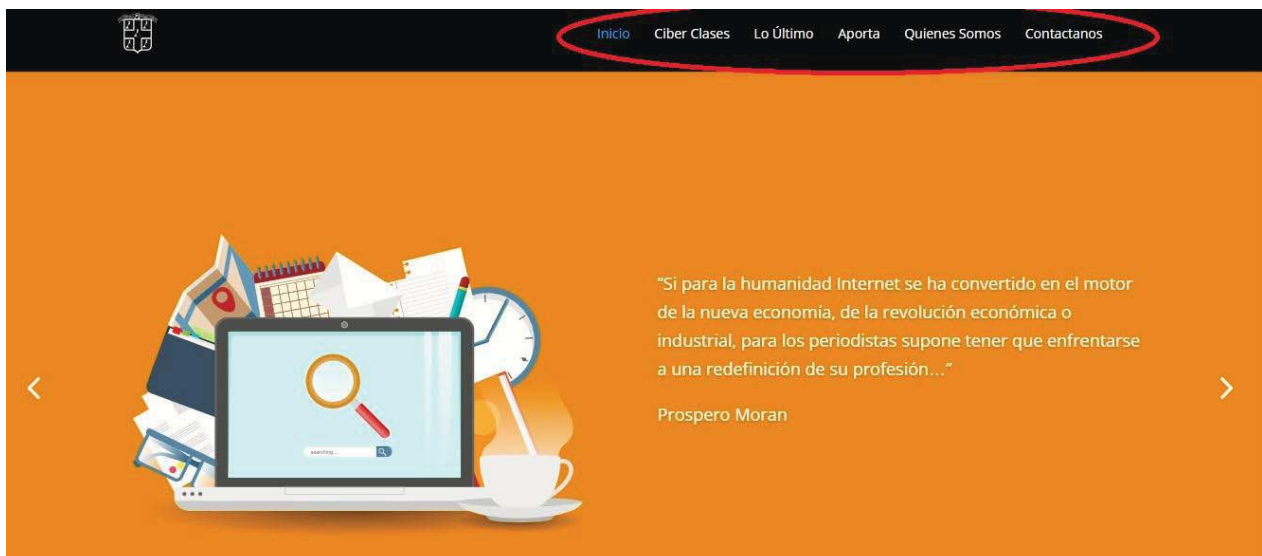 Inicio Ciber Clases Lo Último Aporta Quienes Somos Contactanos
“Si para la humanidad Internet se ha convertido en el motor
de la nueva economía, de la revolución económica o
industrial, para los periodistas supone tener que enfrentarse
a una redefinición de su profesión...”
Prospero Moran
searching...